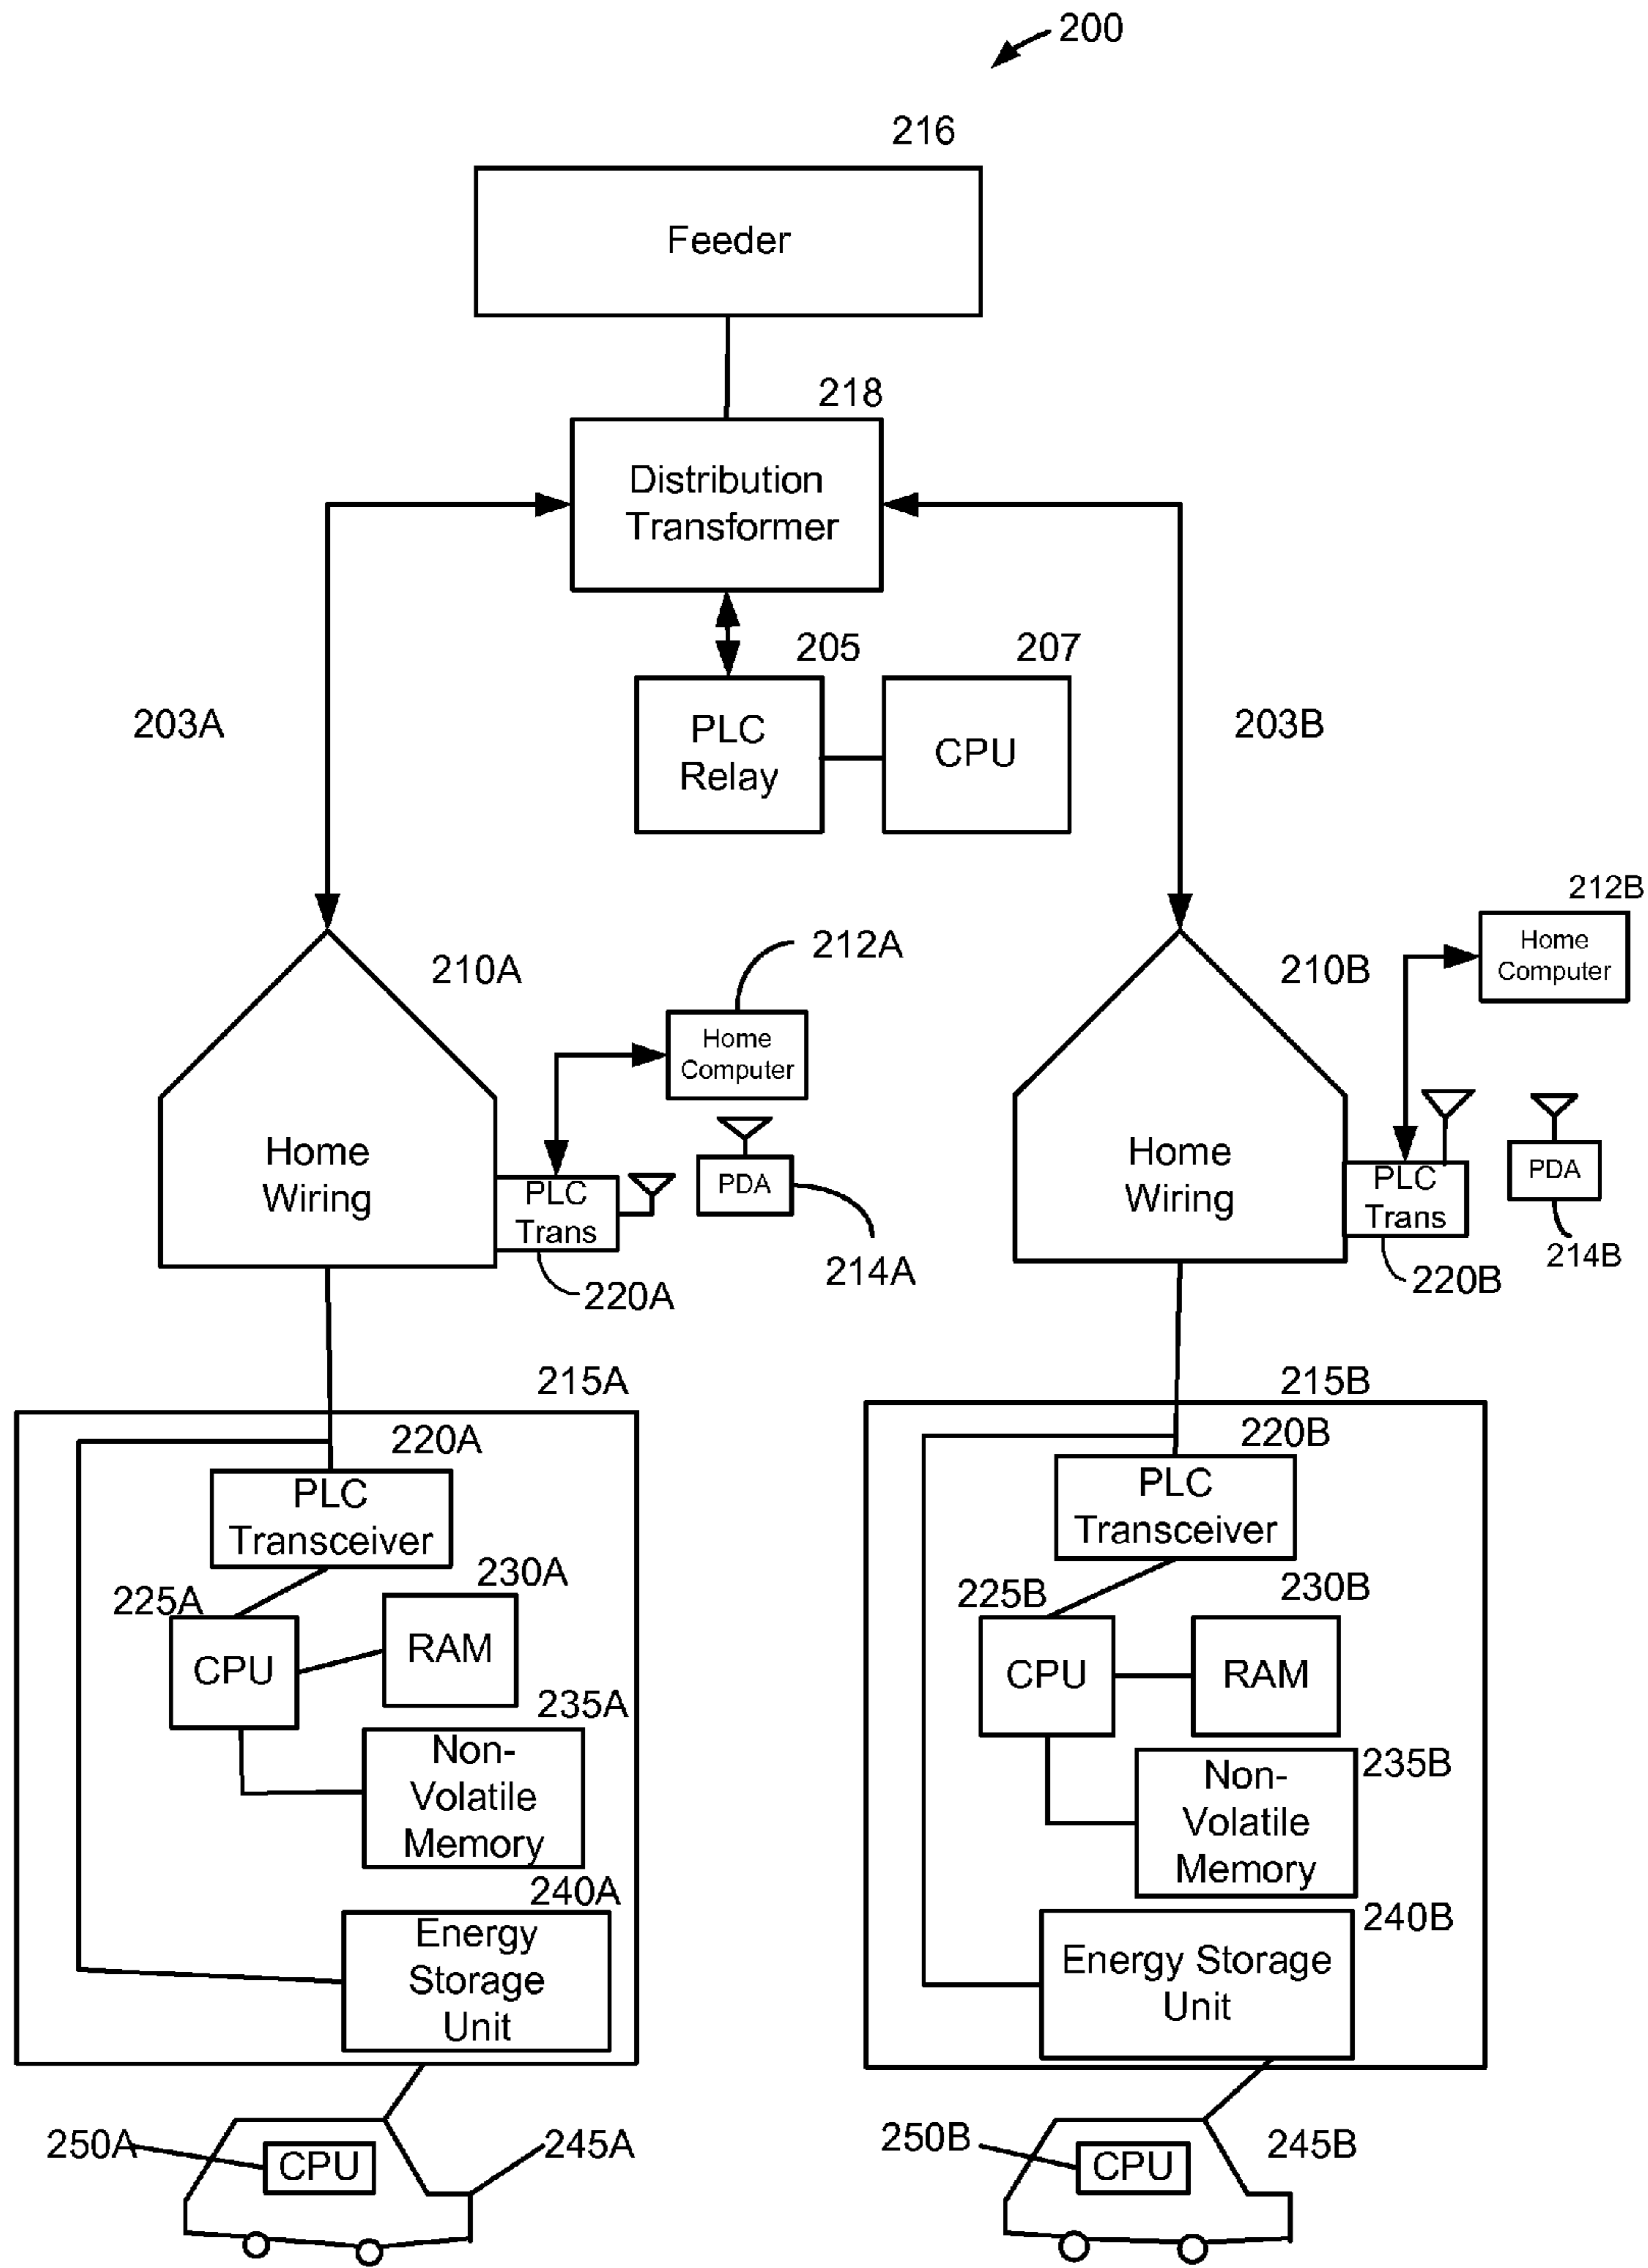 200
216
Feeder
218
Distribution
Transformer
205
207
203A
PLC
Relay
CPU
203B
212B
Home
Computer
210A
212A
210B
Home
Computer
Home
Wiring
PLC
Trans
PDA
Home
Wiring
PLC
Trans
PDA
220A
214A
220B
214B
215A
215B
220A
220B
PLC
Transceiver
PLC
Transceiver
225A
230A
225B
230B
CPU
RAM
CPU
RAM
235A
235B
Non-
Volatile
Memory
Non-
Volatile
Memory
240A
240B
Energy
Storage
Unit
Energy Storage
Unit
250A
CPU
245A
250B
CPU
245B